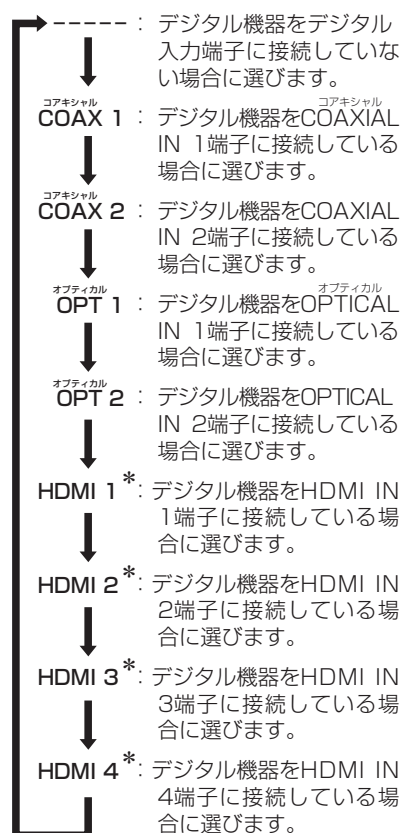 -----： デジタル機器をデジタル
入力端子に接続していな
い場合に選びます。
コアキシャル コアキシャル
COAX 1： デジタル機器をCOAXIAL
IN 1端子に接続している
場合に選びます。
コアキシャル
COAX 2： デジタル機器をCOAXIAL
IN 2端子に接続している
場合に選びます。
オプティカル オプティカル
OPT 1： デジタル機器をOPTICAL
IN 1端子に接続している
場合に選びます。
オプティカル
OPT 2： デジタル機器をOPTICAL
IN 2端子に接続している
場合に選びます。
HDMI 1*：デジタル機器をHDMI IN
1端子に接続している場
合に選びます。
HDMI 2*：デジタル機器をHDMI IN
2端子に接続している場
合に選びます。
HDMI 3*：デジタル機器をHDMI IN
3端子に接続している場
合に選びます。
HDMI 4*：デジタル機器をHDMI IN
4端子に接続している場
合に選びます。